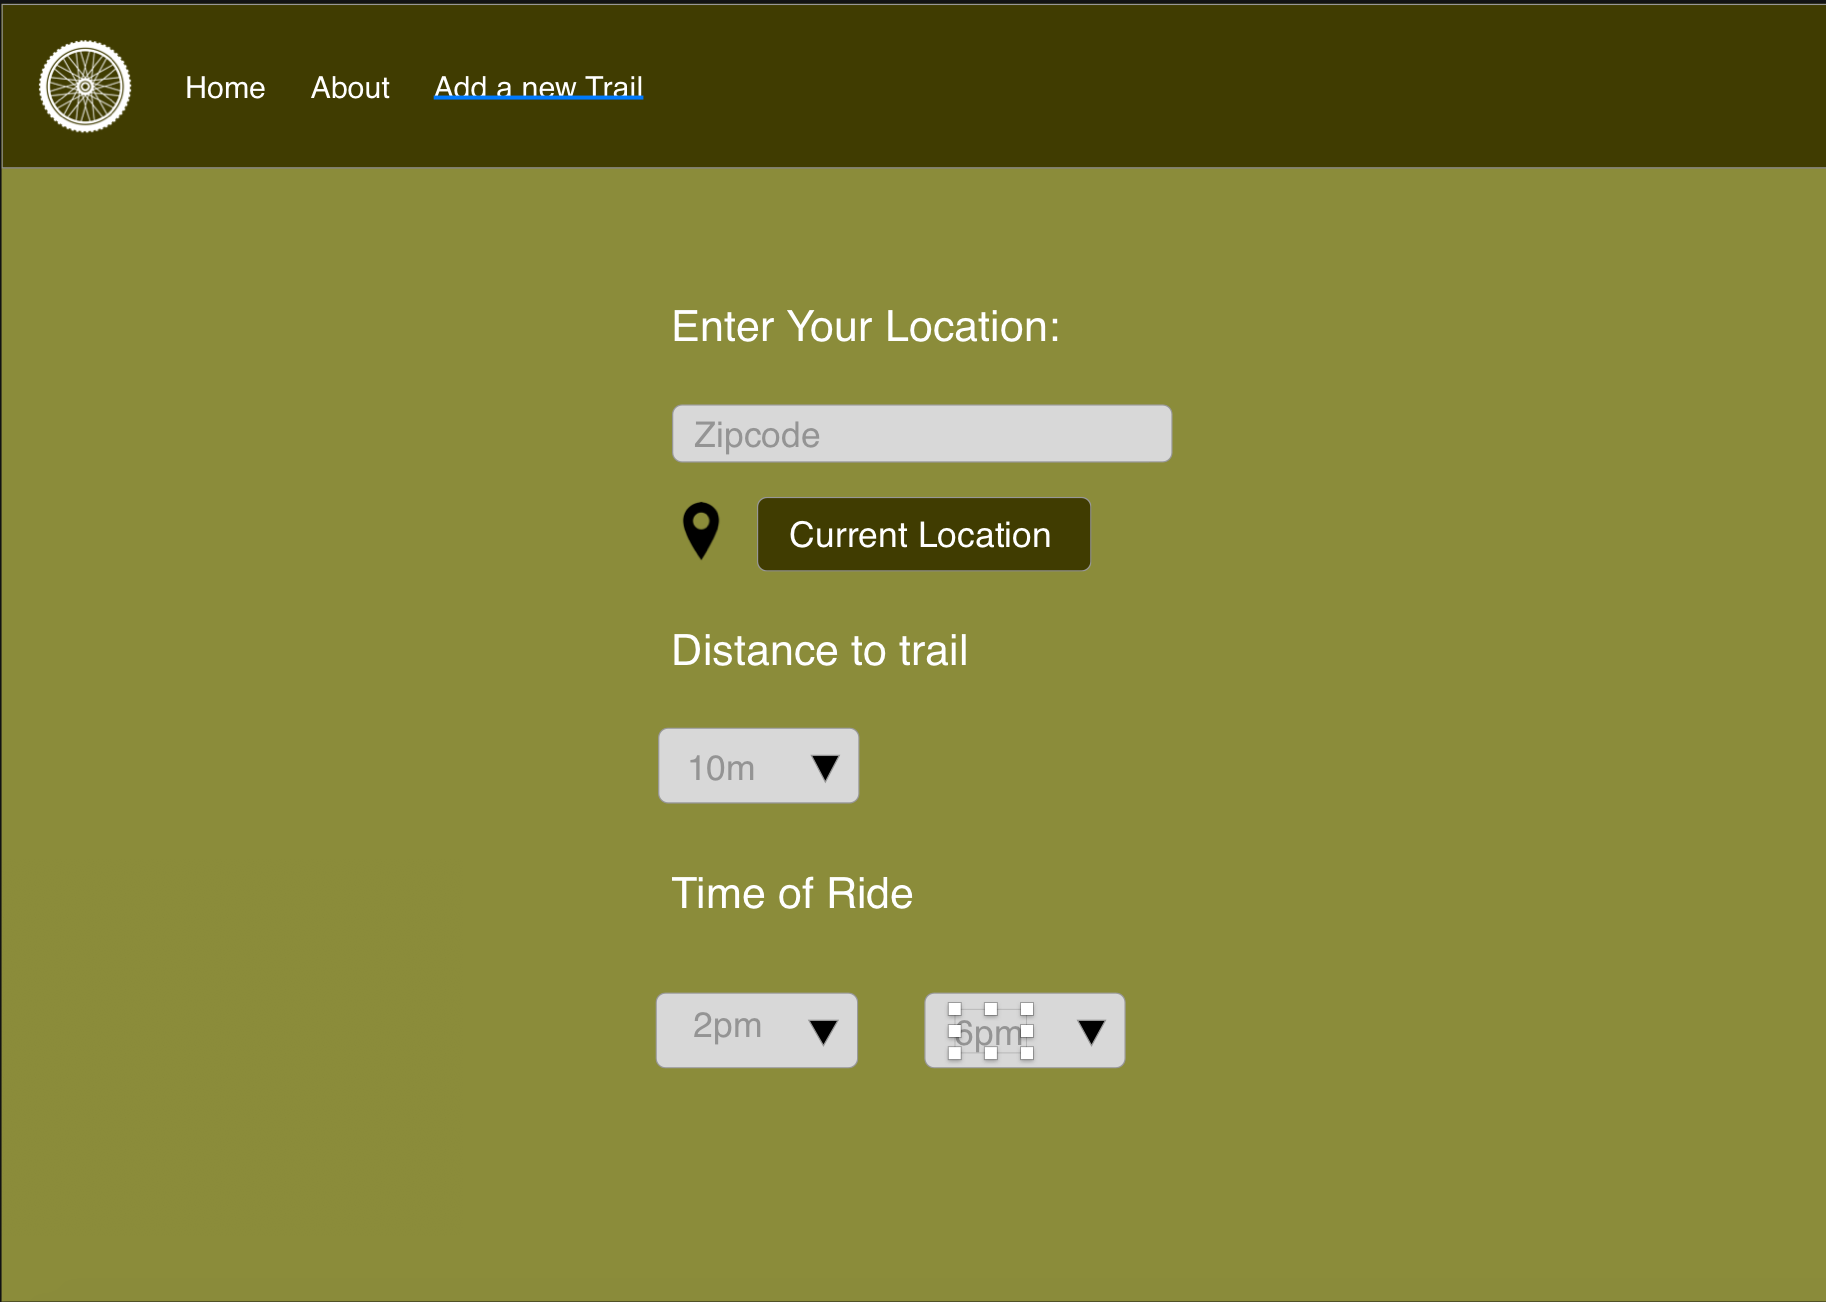 Home About Add a new Trail
Enter Your Location:
Zipcode
Current Location
Distance to trail
10m
Time of Ride
2pm 6pm